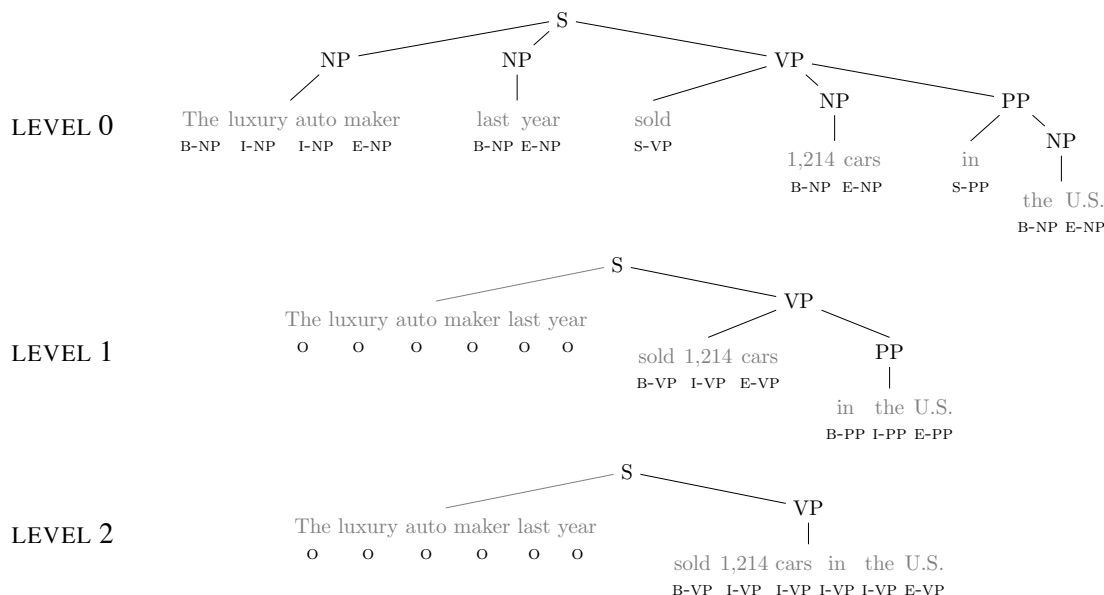 S
NP NP VP
NP PP
LEVEL 0 The luxury auto maker last year sold NP
B-NP I-NP I-NP E-NP B-NP E-NP S-VP
1,214 cars in
B-NP E-NP S-PP
the U.S.
B-NP E-NP
S
VP
The luxury auto maker last year
LEVEL 1 O O O O O O sold 1,214 cars PP
B-VP I-VP E-VP
in the U.S.
B-PP I-PP E-PP
S
VP
The luxury auto maker last year
LEVEL 2
O O O O O O
sold 1,214 cars in the U.S.
B-VP I-VP I-VP I-VP I-VP E-VP